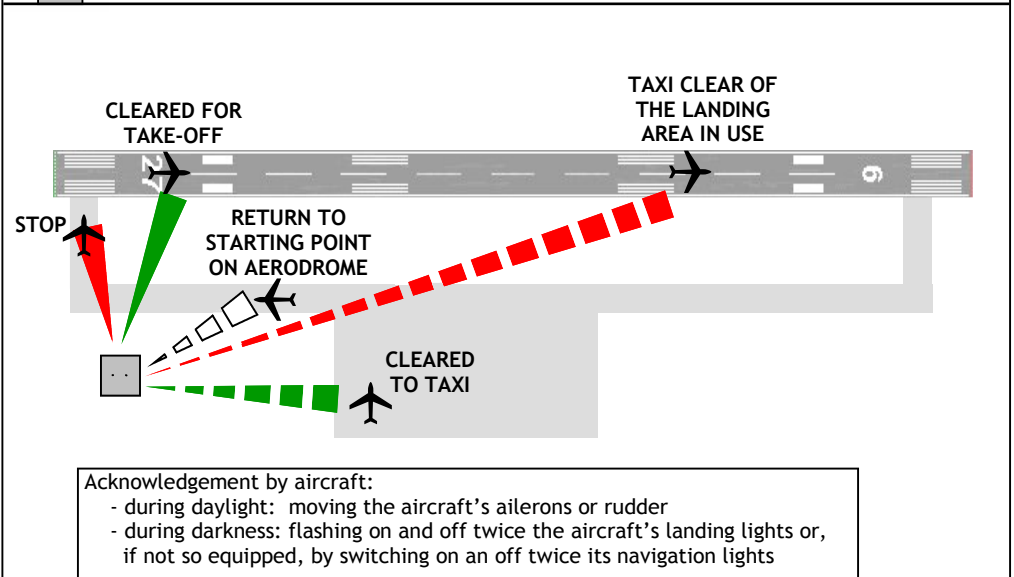 CLEARED FOR
TAKE-OFF
TAXI CLEAR OF
THE LANDING
AREA IN USE
27
9
STOP
RETURN TO
STARTING POINT
ON AERODROME
CLEARED
TO TAXI
Acknowledgement by aircraft:
- during daylight: moving the aircraft's ailerons or rudder
- during darkness: flashing on and off twice the aircraft's landing lights or,
if not so equipped, by switching on an off twice its navigation lights